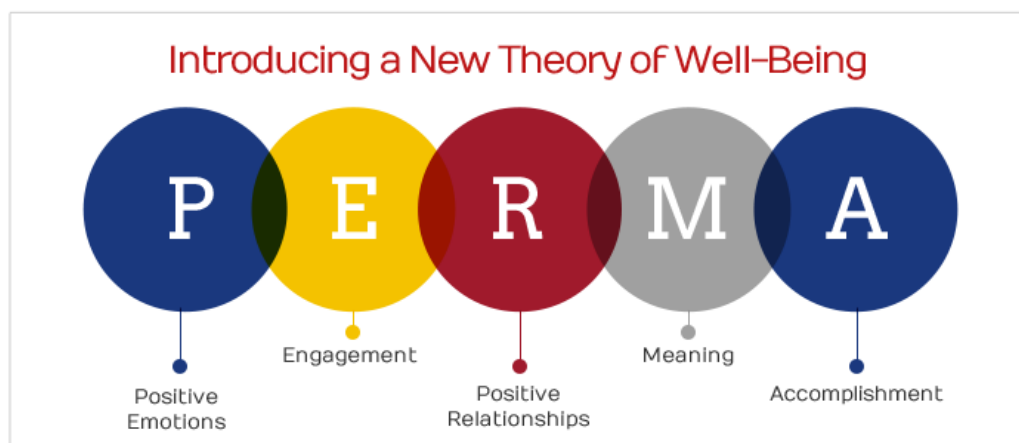 Introducing a New Theory of Well-Being
P E R M A
Positive
Emotions
Engagement
Positive
Relationships
Meaning
Accomplishment